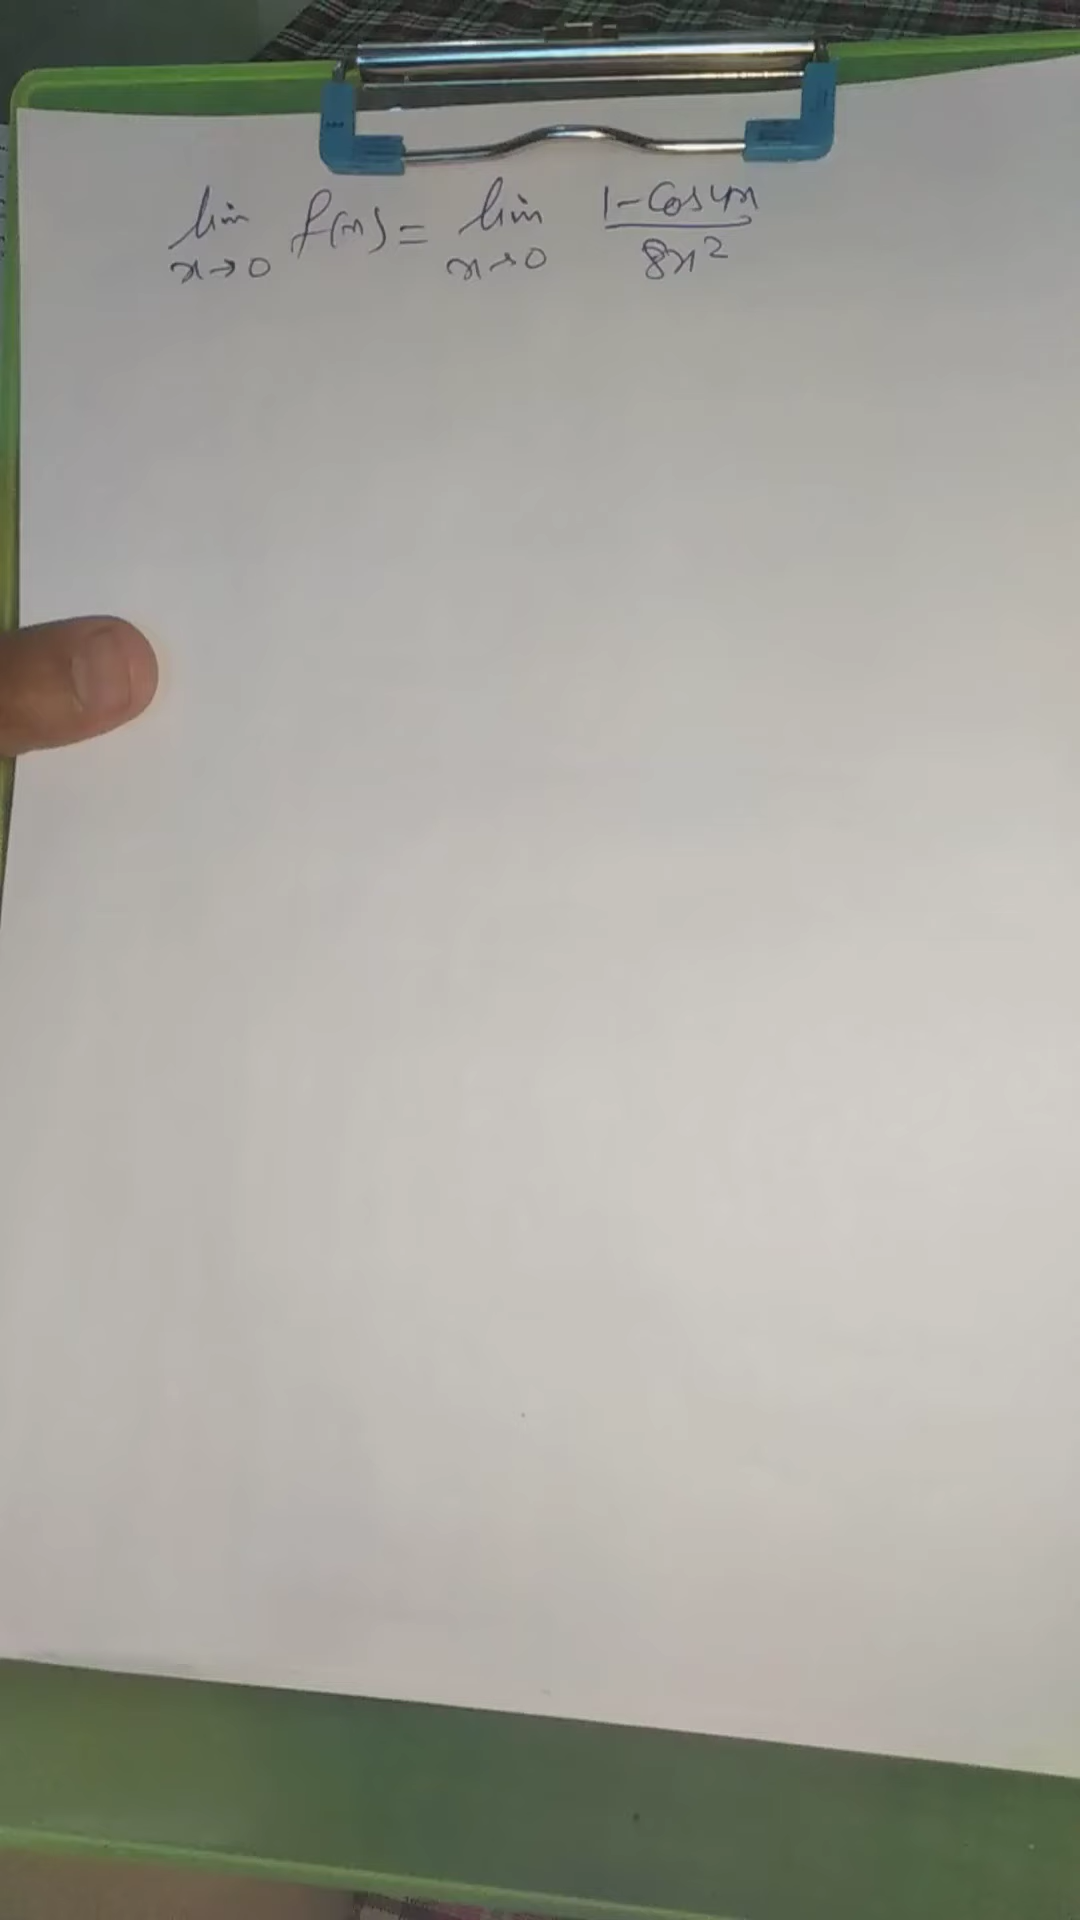 lim x→0 f(x) = lim x→0 1-Cos4x / 8x²